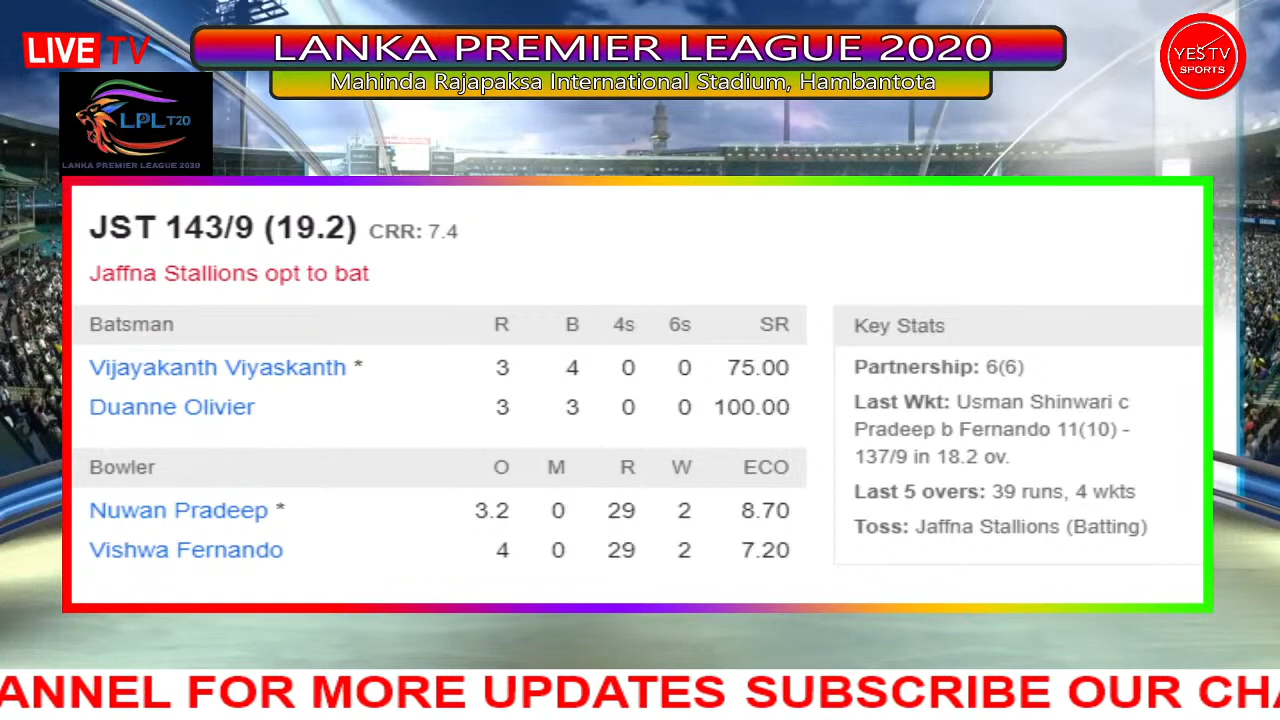 LIVE TV
LANKA PREMIER LEAGUE 2020
Mahinda Rajapaksa International Stadium, Hambantota
YES TV
SPORTS
LPL T20
LANKA PREMIER LEAGUE 2020
JST 143/9 (19.2) CRR: 7.4
Jaffna Stallions opt to bat
Batsman R B 4s 6s SR
Vijayakanth Viyaskanth * 3 4 0 0 75.00
Duanne Olivier 3 3 0 0 100.00
Bowler O M R W ECO
Nuwan Pradeep * 3.2 0 29 2 8.70
Vishwa Fernando 4 0 29 2 7.20
Key Stats
Partnership: 6(6)
Last Wkt: Usman Shinwari c
Pradeep b Fernando 11(10) -
137/9 in 18.2 ov.
Last 5 overs: 39 runs, 4 wkts
Toss: Jaffna Stallions (Batting)
ANNEL FOR MORE UPDATES SUBSCRIBE OUR CHA